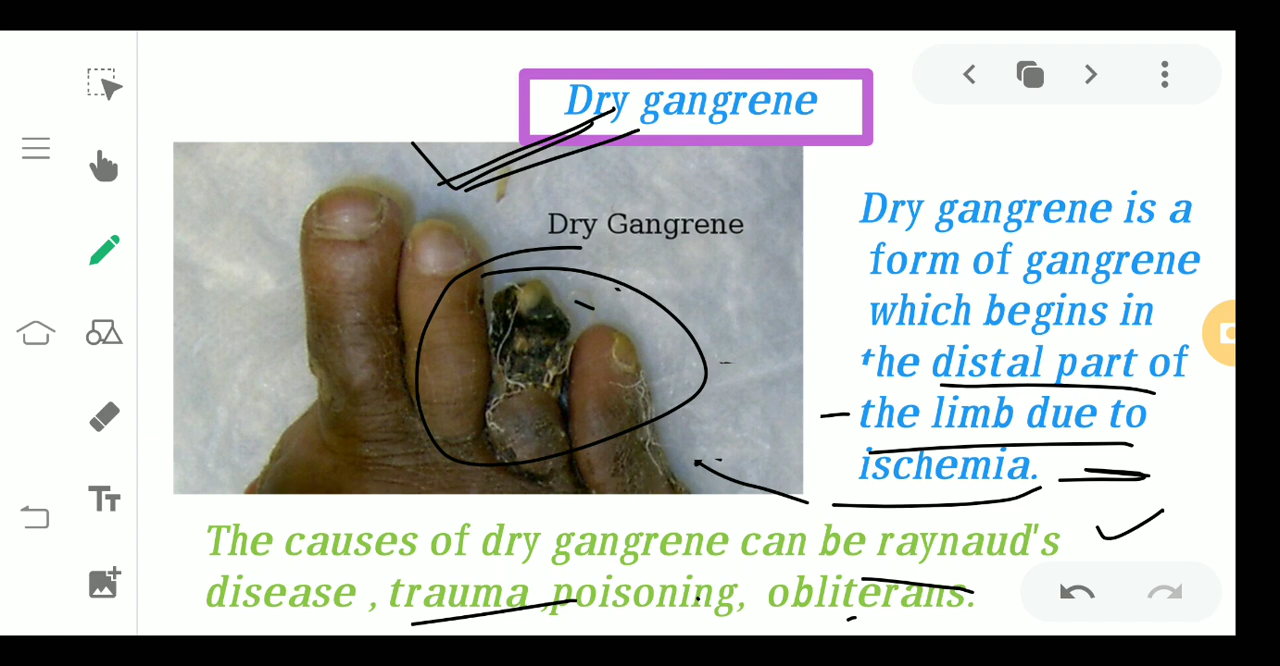 Dry gangrene
Dry Gangrene
Dry gangrene is a
form of gangrene
which begins in
the distal part of
the limb due to
ischemia.
The causes of dry gangrene can be raynaud's
disease , trauma ,poisoning, obliterans.
TT